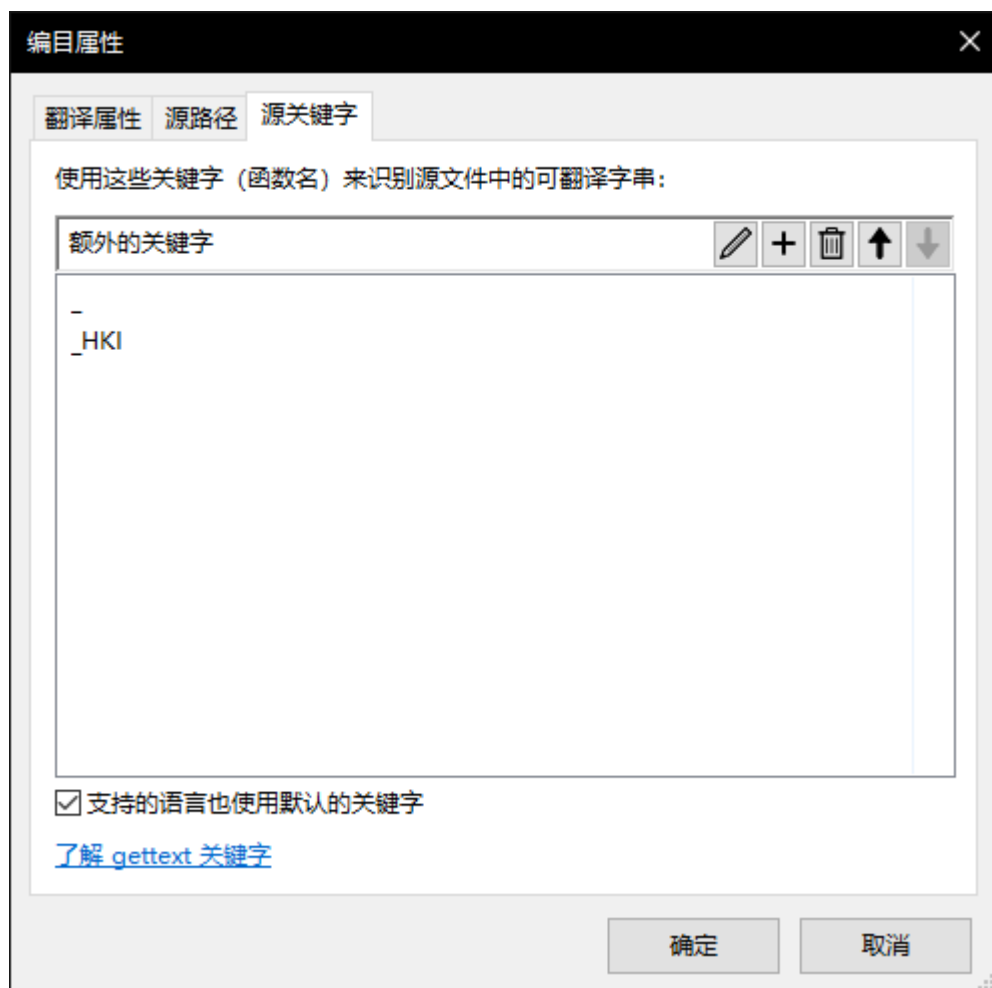 编目属性
翻译属性 源路径 源关键字
使用这些关键字（函数名）来识别源文件中的可翻译字串：
额外的关键字
_
_HKI
支持的语言也使用默认的关键字
了解 gettext 关键字
确定 取消